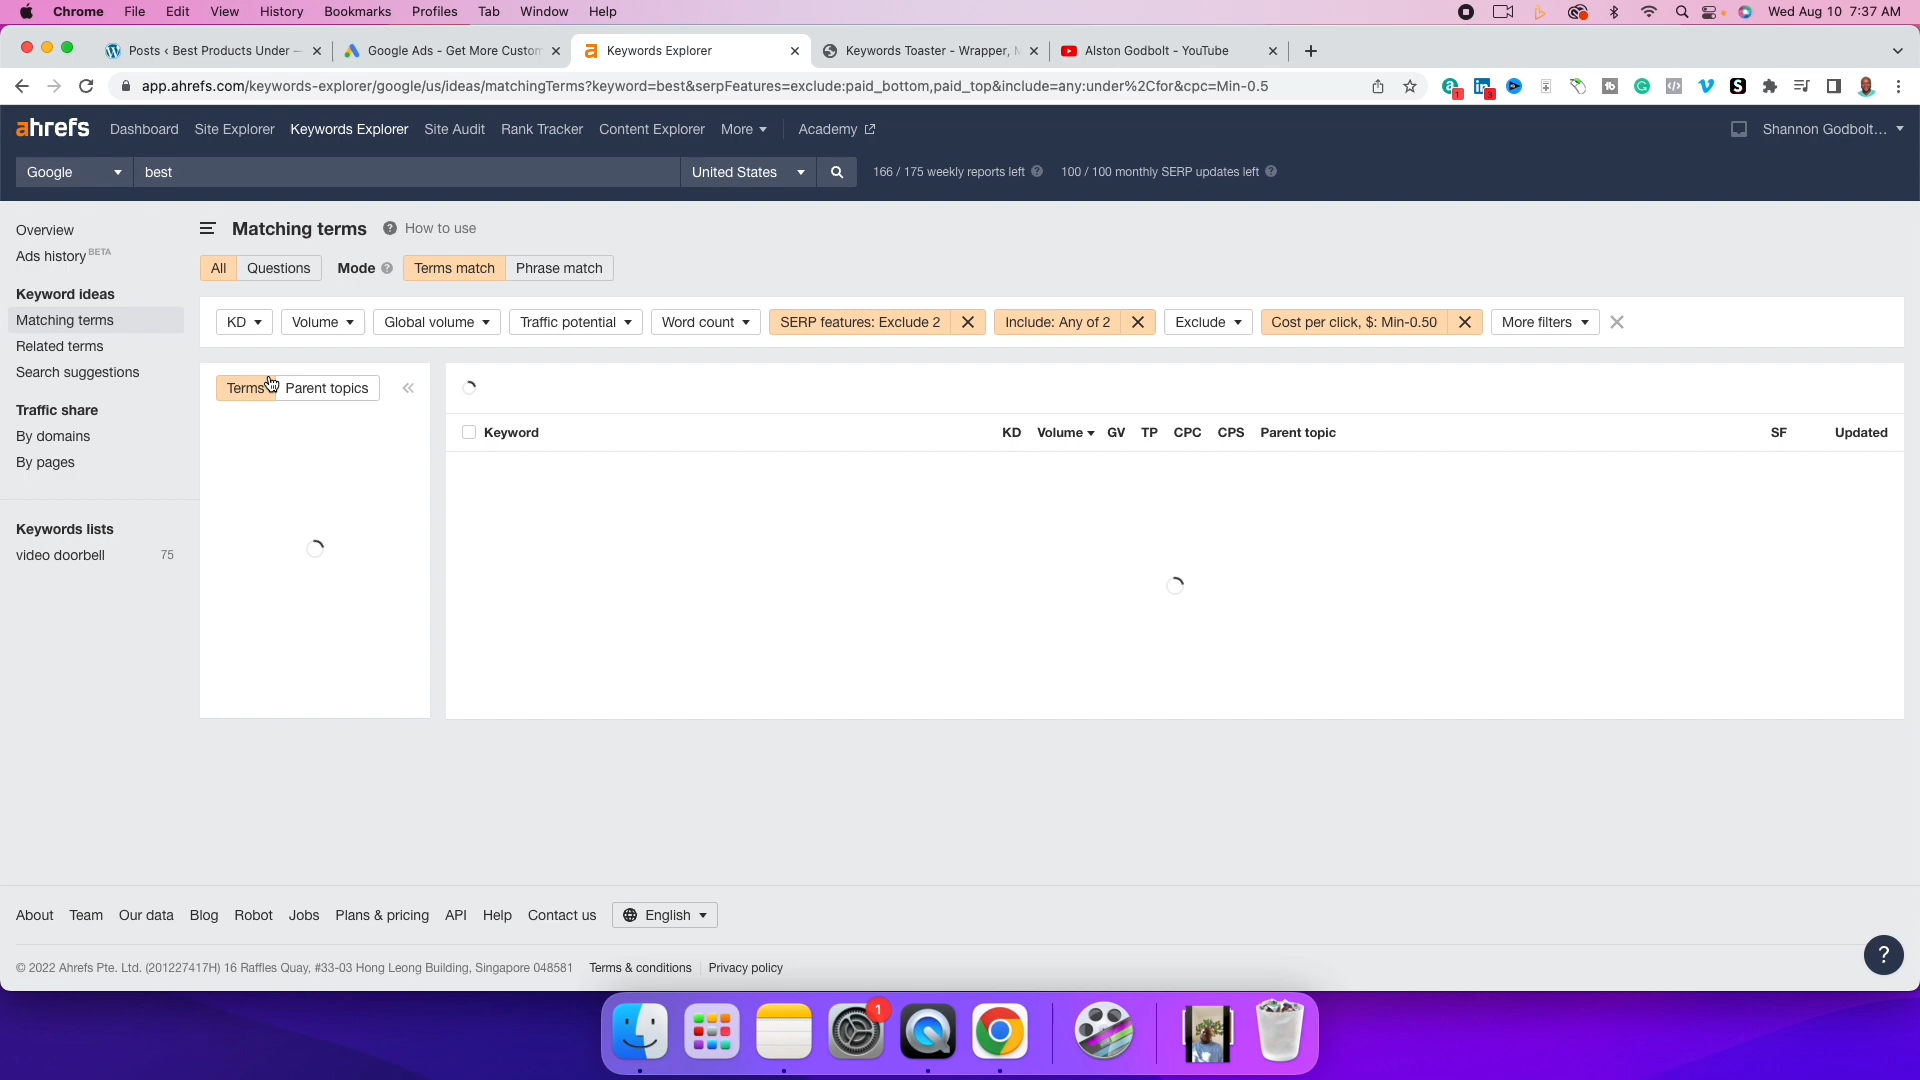 Chrome File Edit View History Bookmarks Profiles Tab Window Help Wed Aug 10 7:37 AM
Posts ‹ Best Products Under — Google Ads - Get More Custom Keywords Explorer Keywords Toaster - Wrapper, M Alston Godbolt - YouTube
app.ahrefs.com/keywords-explorer/google/us/ideas/matchingTerms?keyword=best&serpFeatures=exclude:paid_bottom,paid_top&include=any:under%2Cfor&cpc=Min-0.5
1 3
ahrefs Dashboard Site Explorer Keywords Explorer Site Audit Rank Tracker Content Explorer More Academy Shannon Godbolt...
Google best United States 166 / 175 weekly reports left ? 100 / 100 monthly SERP updates left ?
Overview
Ads history BETA
Keyword ideas
Matching terms
Related terms
Search suggestions
Traffic share
By domains
By pages
Keywords lists
video doorbell 75
Matching terms ? How to use
All Questions Mode ? Terms match Phrase match
KD Volume Global volume Traffic potential Word count SERP features: Exclude 2 Include: Any of 2 Exclude Cost per click, $: Min-0.50 More filters
Terms Parent topics
Keyword KD Volume GV TP CPC CPS Parent topic SF Updated
About Team Our data Blog Robot Jobs Plans & pricing API Help Contact us English
© 2022 Ahrefs Pte. Ltd. (201227417H) 16 Raffles Quay, #33-03 Hong Leong Building, Singapore 048581 Terms & conditions Privacy policy
?
1